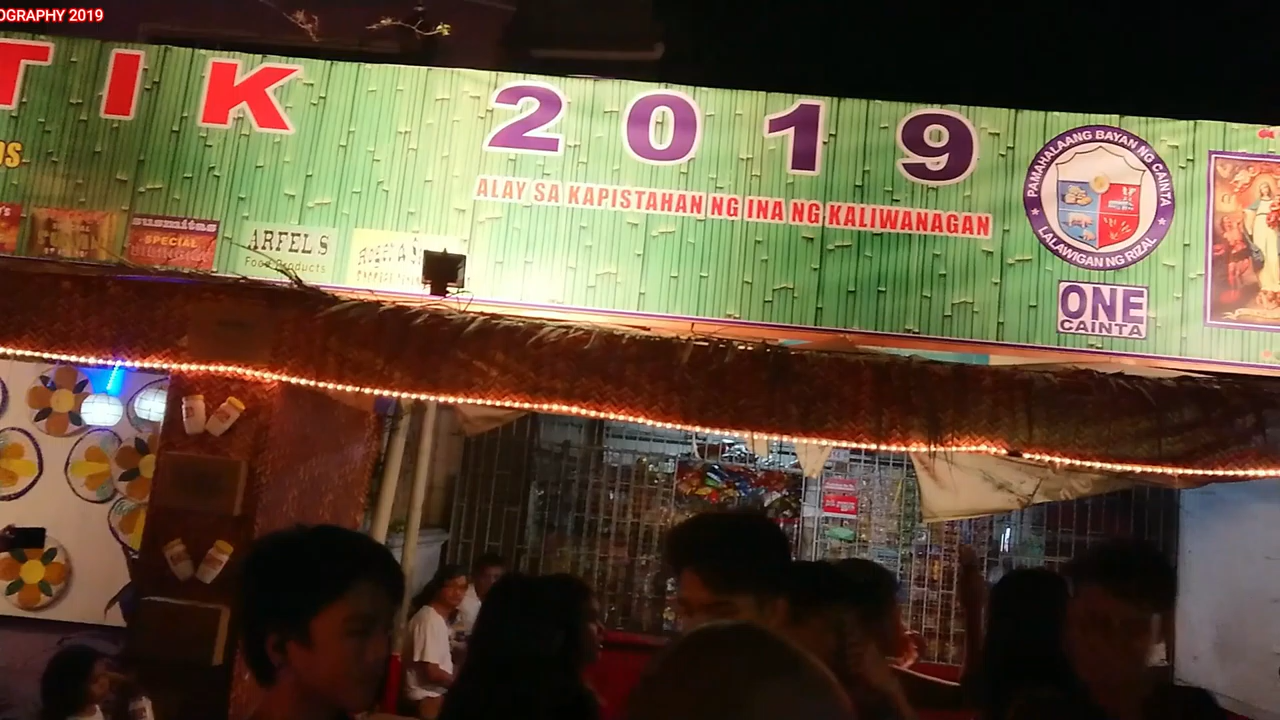 OGRAPHY 2019
TIK 2019
ALAY SA KAPISTAHAN NG INA NG KALIWANAGAN
PAMAHALAANG BAYAN NG CAINTA
LALAWIGAN NG RIZAL
ONE
CAINTA
SPECIAL
ARFEL'S
Food Products